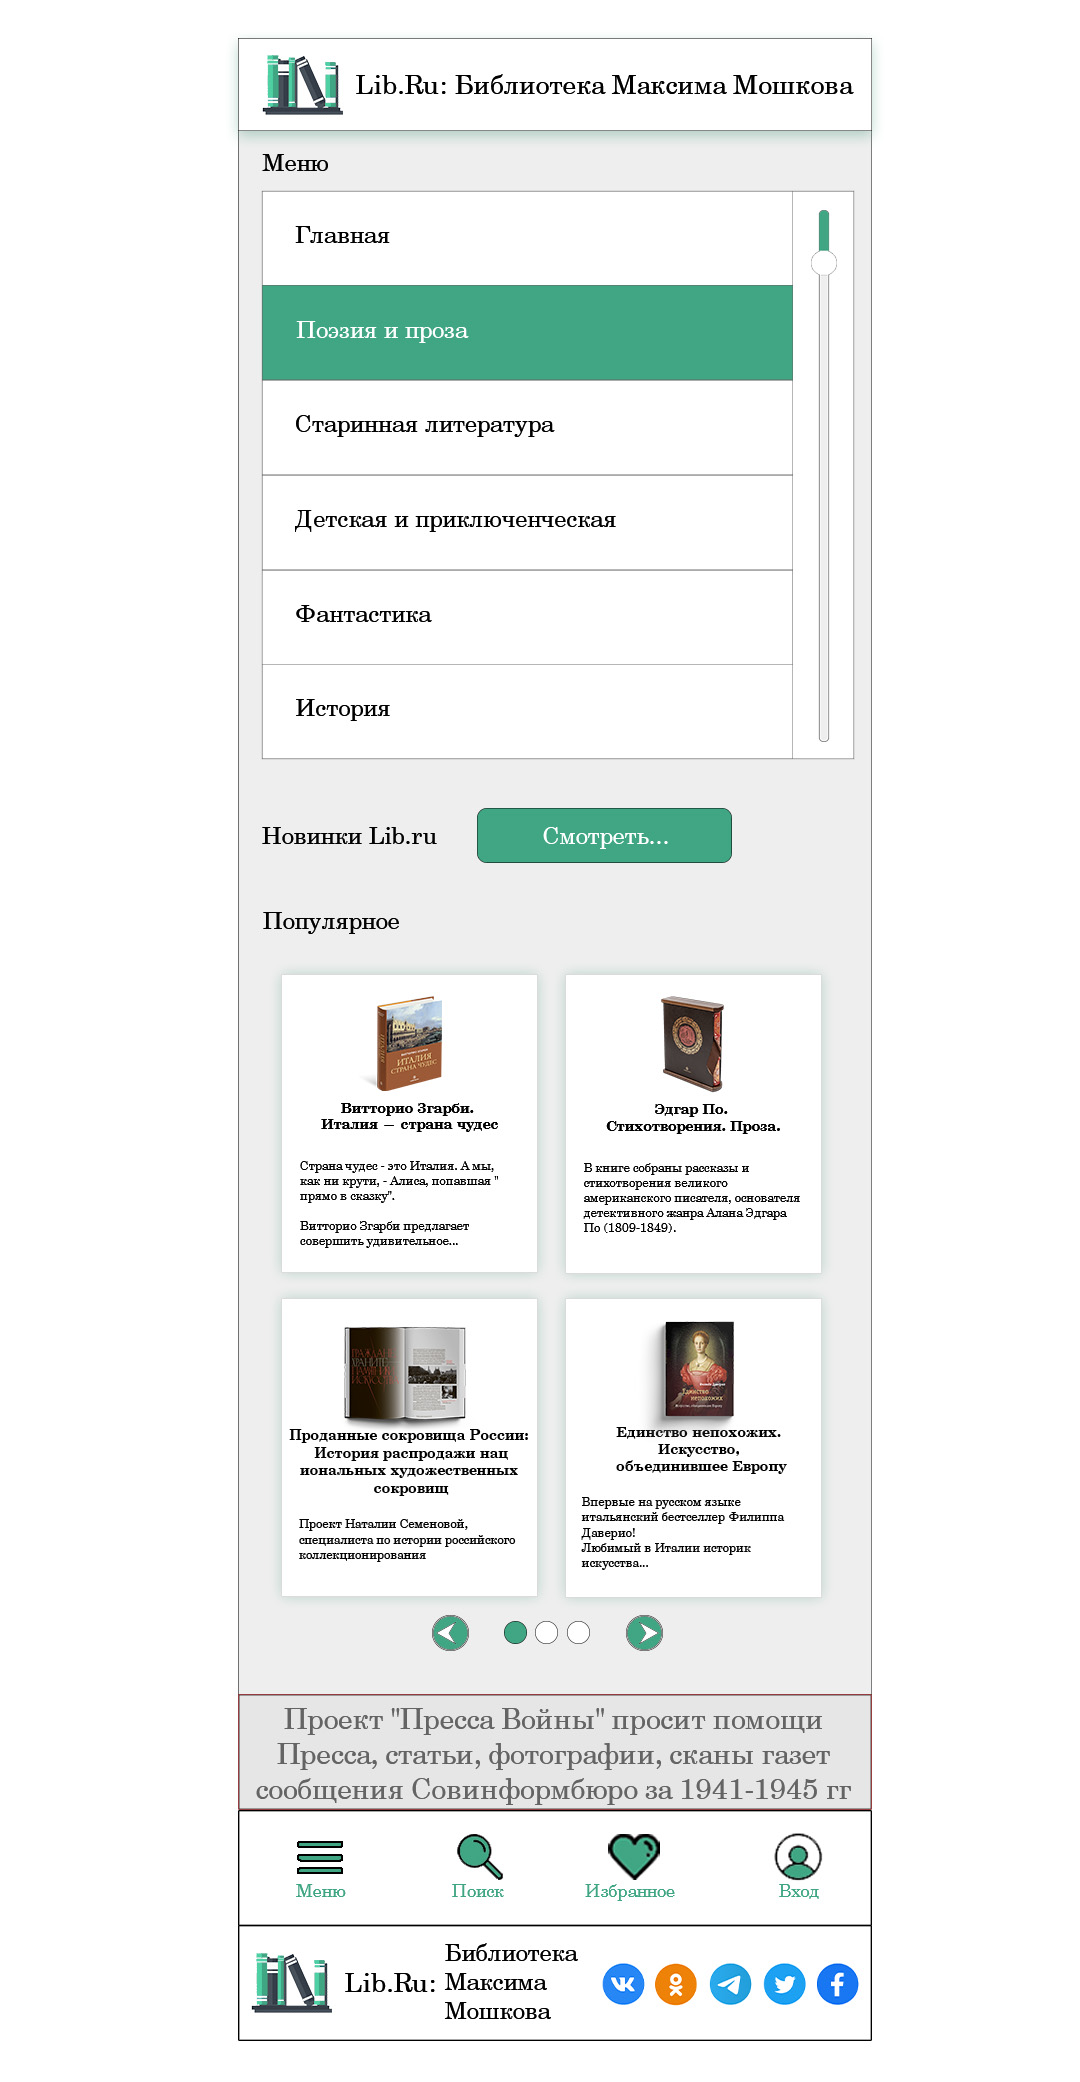 Lib.Ru: Библиотека Максима Мошкова
Меню
Главная
Поэзия и проза
Старинная литература
Детская и приключенческая
Фантастика
История
Новинки Lib.ru
Смотреть...
Популярное
ИТАЛИЯ
СТРАНА ЧУДЕС
Витторио Згарби.
Италия — страна чудес
Страна чудес - это Италия. А мы,
как ни крути, - Алиса, попавшая "
прямо в сказку".
Витторио Згарби предлагает
совершить удивительное...
Эдгар По.
Стихотворения. Проза.
В книге собраны рассказы и
стихотворения великого
американского писателя, основателя
детективного жанра Алана Эдгара
По (1809-1849).
Проданные сокровища России:
История распродажи нац
иональных художественных
сокровищ
Проект Наталии Семеновой,
специалиста по истории российского
коллекционирования
Единство
непохожих
Единство непохожих.
Искусство,
объединившее Европу
Впервые на русском языке
итальянский бестселлер Филиппа
Даверио!
Любимый в Италии историк
искусства...
Проект "Пресса Войны" просит помощи
Пресса, статьи, фотографии, сканы газет
сообщения Совинформбюро за 1941-1945 гг
Меню
Поиск
Избранное
Вход
Lib.Ru:
Библиотека
Максима
Мошкова